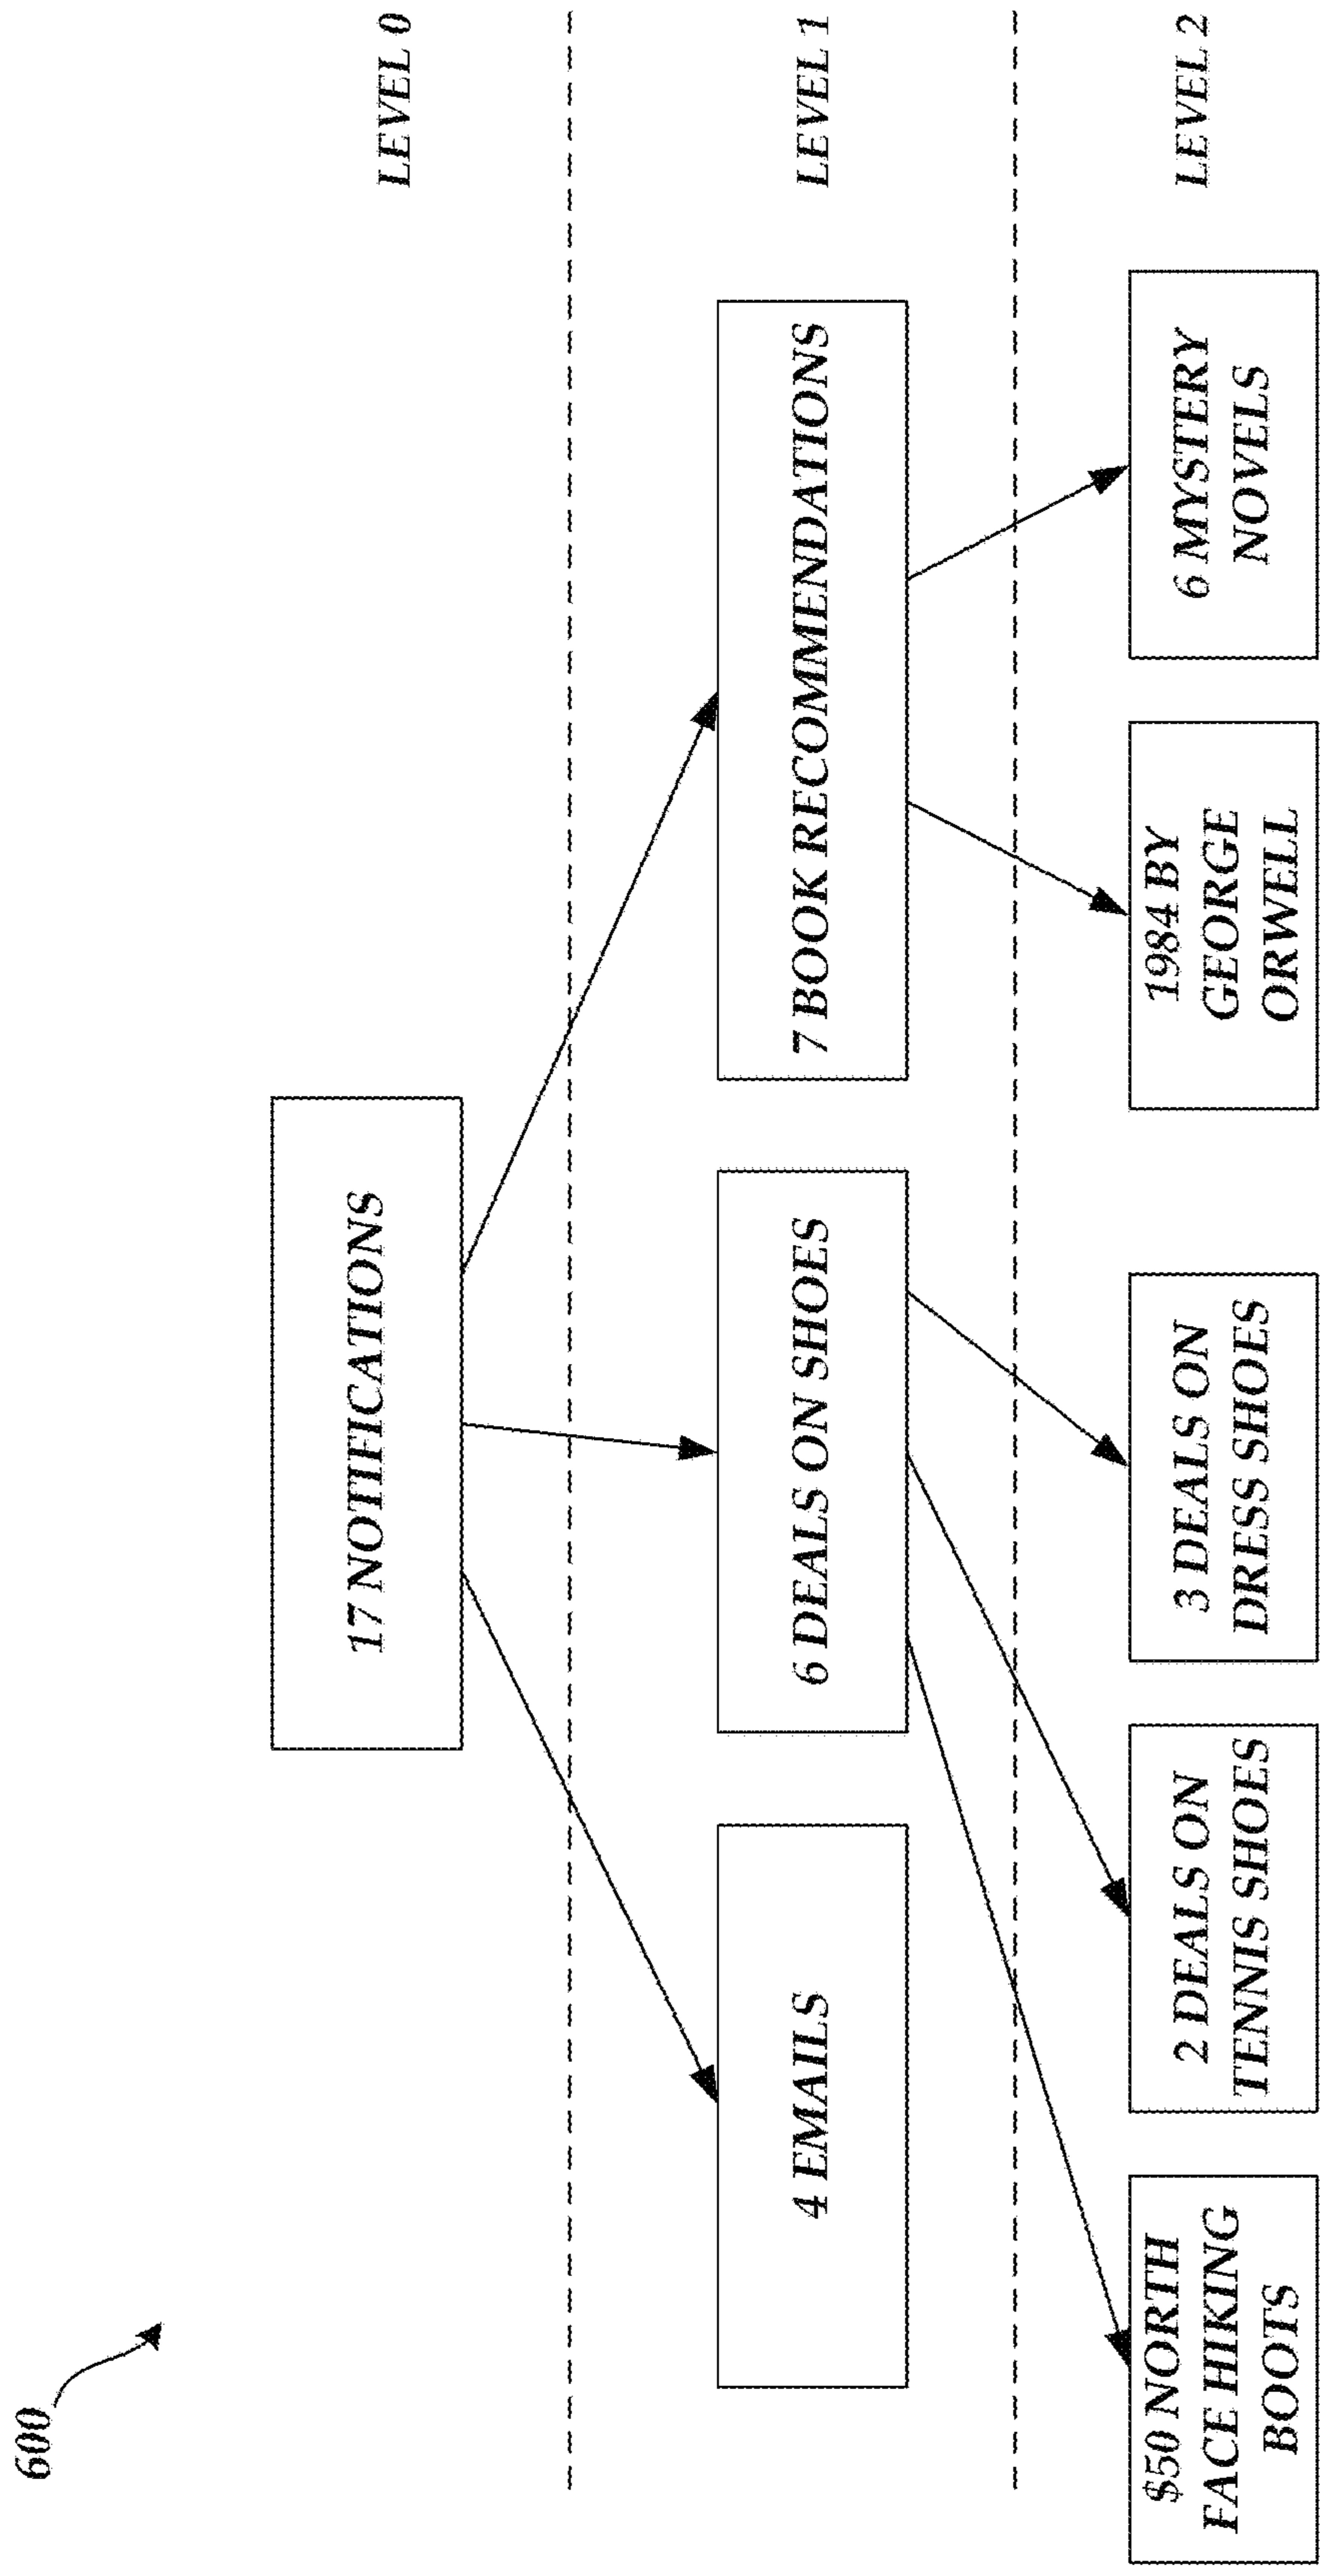 600
LEVEL 0
17 NOTIFICATIONS
LEVEL 1
4 EMAILS
6 DEALS ON SHOES
7 BOOK RECOMMENDATIONS
LEVEL 2
$50 NORTH
FACE HIKING
BOOTS
2 DEALS ON
TENNIS SHOES
3 DEALS ON
DRESS SHOES
1984 BY
GEORGE
ORWELL
6 MYSTERY
NOVELS